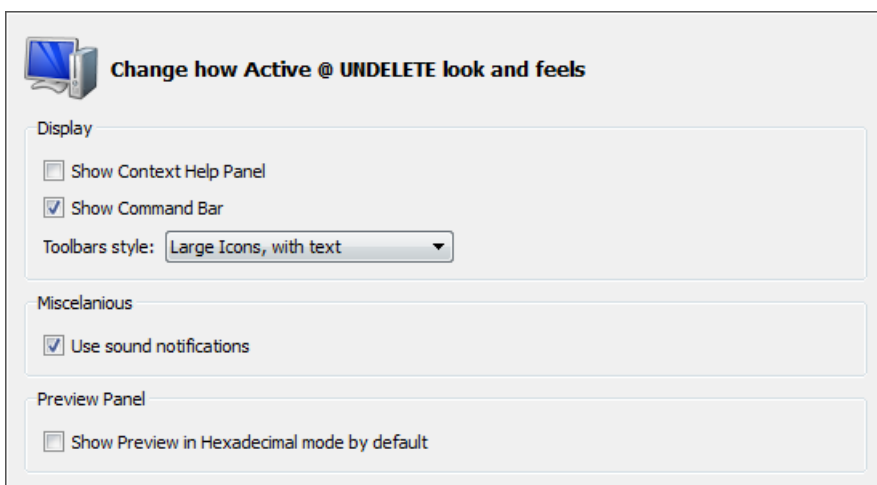 Change how Active @ UNDELETE look and feels
Display
Show Context Help Panel
Show Command Bar
Toolbars style: Large Icons, with text
Miscelanious
Use sound notifications
Preview Panel
Show Preview in Hexadecimal mode by default